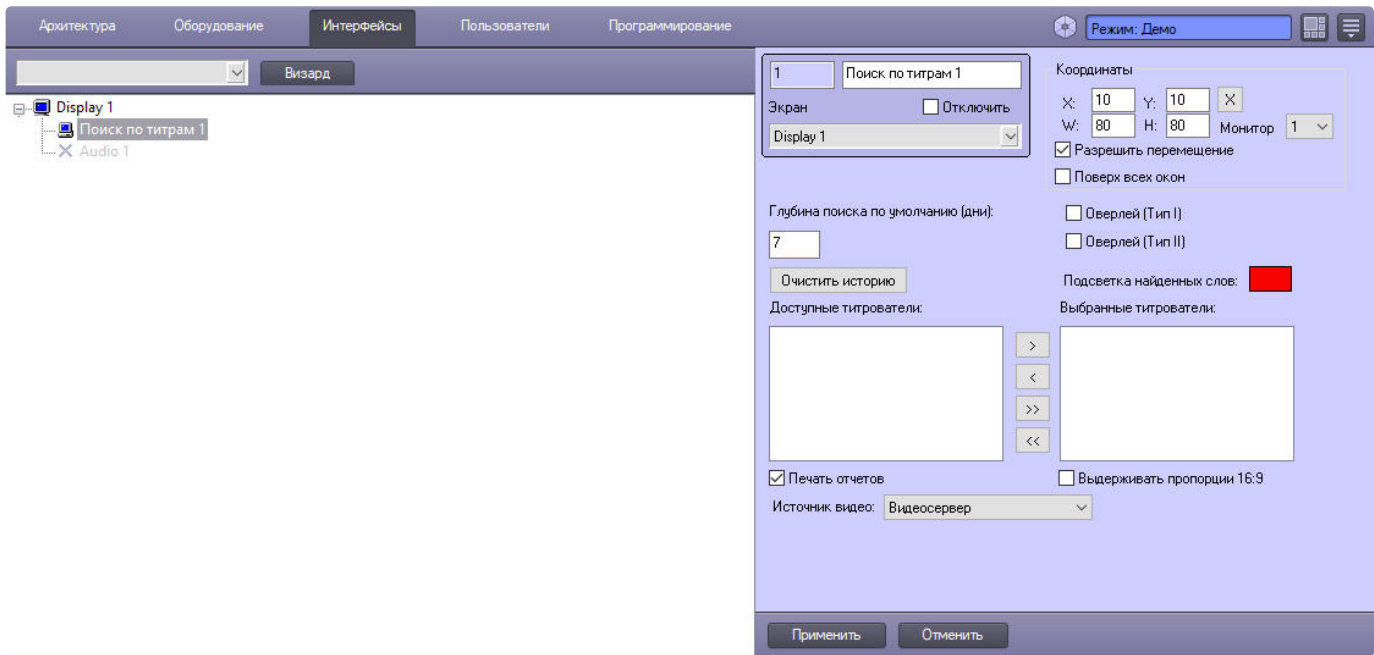 Архитектура Оборудование Интерфейсы Пользователи Программирование Режим: Демо
Визард
Display 1
Поиск по титрам 1
Audio 1
1 Поиск по титрам 1
Экран Отключить
Display 1
Координаты
X: 10 Y: 10 X
W: 80 H: 80 Монитор 1
Разрешить перемещение
Поверх всех окон
Глубина поиска по умолчанию (дни): Оверлей (Тип I)
7 Оверлей (Тип II)
Очистить историю Подсветка найденных слов:
Доступные титрователи: Выбранные титрователи:
>
<
>>
<<
Печать отчетов Выдерживать пропорции 16:9
Источник видео: Видеосервер
Применить Отменить